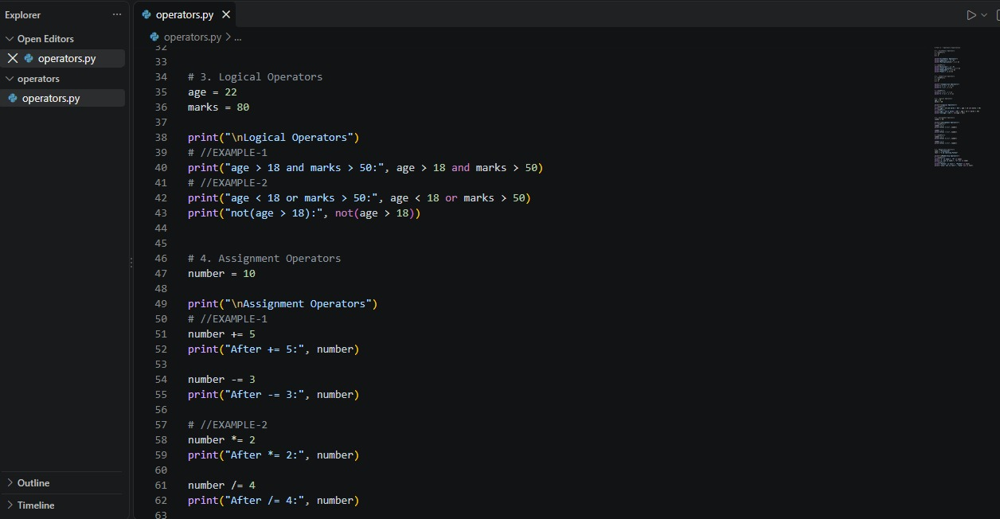 Explorer
Open Editors
operators.py
operators
operators.py
Outline
Timeline
operators.py
operators.py > ...
32
33
34 # 3. Logical Operators
35 age = 22
36 marks = 80
37
38 print("\nLogical Operators")
39 # //EXAMPLE-1
40 print("age > 18 and marks > 50:", age > 18 and marks > 50)
41 # //EXAMPLE-2
42 print("age < 18 or marks > 50:", age < 18 or marks > 50)
43 print("not(age > 18):", not(age > 18))
44
45
46 # 4. Assignment Operators
47 number = 10
48
49 print("\nAssignment Operators")
50 # //EXAMPLE-1
51 number += 5
52 print("After += 5:", number)
53
54 number -= 3
55 print("After -= 3:", number)
56
57 # //EXAMPLE-2
58 number *= 2
59 print("After *= 2:", number)
60
61 number /= 4
62 print("After /= 4:", number)
63